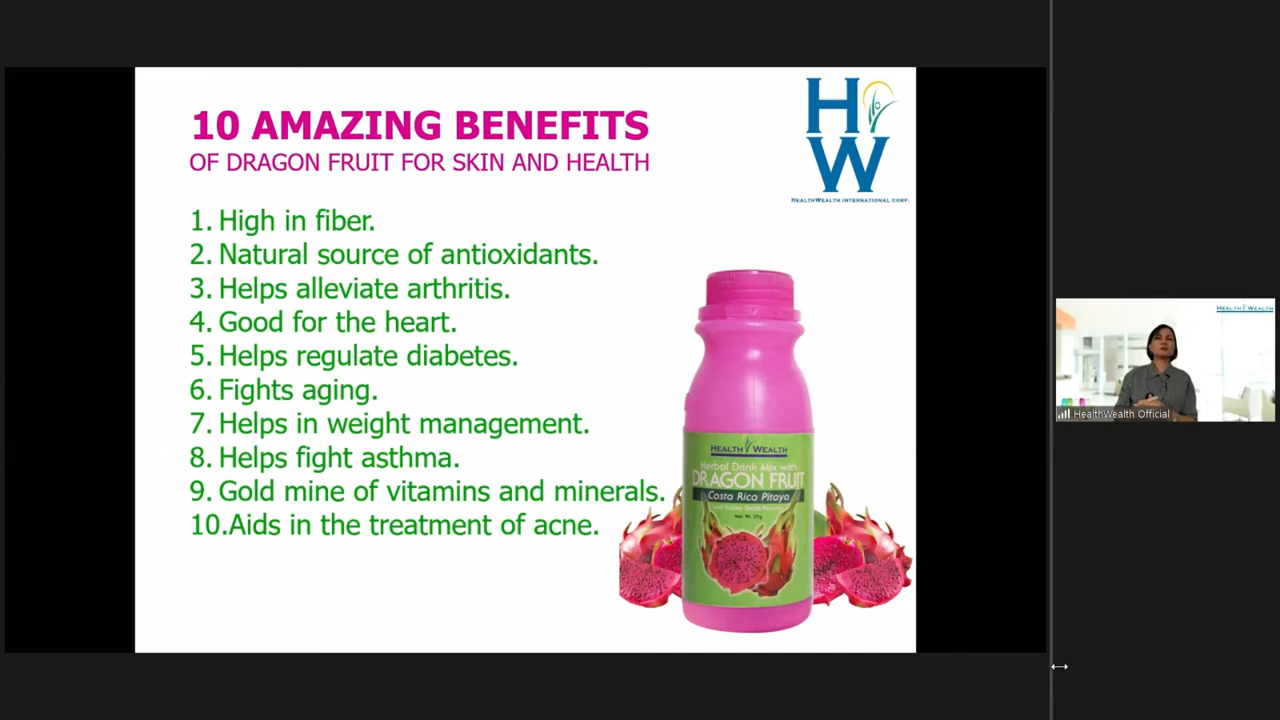 10 AMAZING BENEFITS
OF DRAGON FRUIT FOR SKIN AND HEALTH
1. High in fiber.
2. Natural source of antioxidants.
3. Helps alleviate arthritis.
4. Good for the heart.
5. Helps regulate diabetes.
6. Fights aging.
7. Helps in weight management.
8. Helps fight asthma.
9. Gold mine of vitamins and minerals.
10.Aids in the treatment of acne.
H
W
HEALTHWEALTH INTERNATIONAL CORP.
HEALTH WEALTH
Herbal Drink Mix with
DRAGON FRUIT
Costa Rica Pitaya
Net Wt.
HEALTH WEALTH
HealthWealth Official